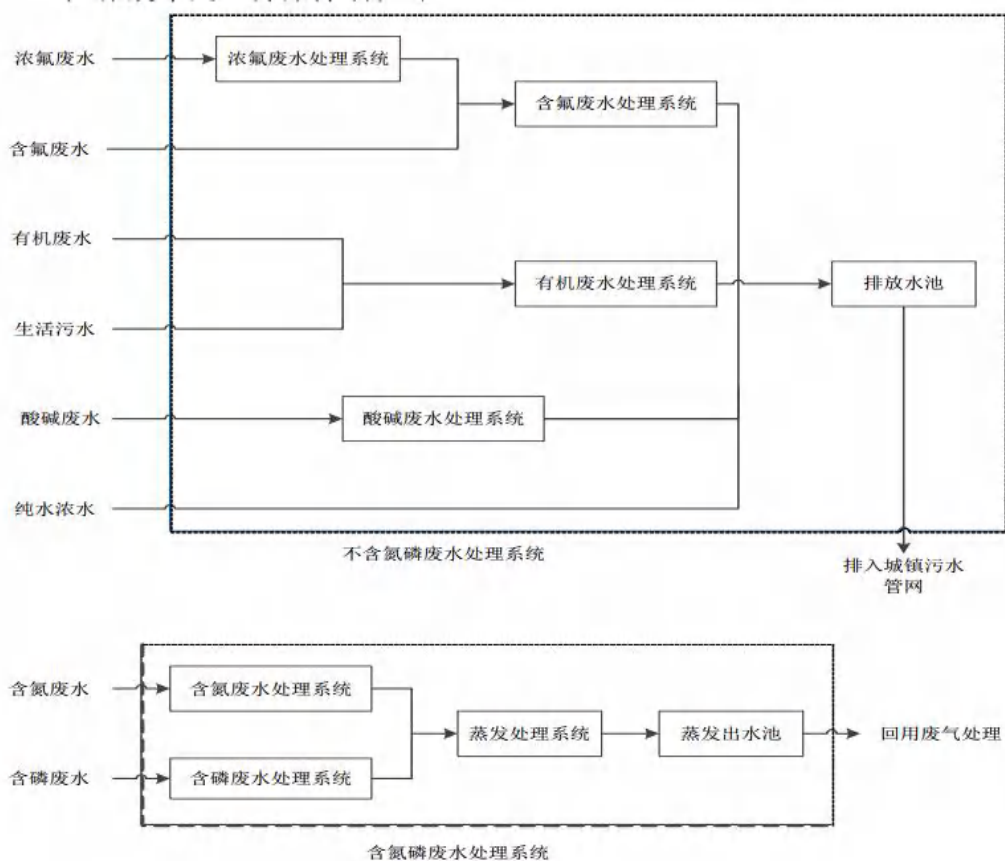 浓氟废水
浓氟废水处理系统
含氟废水处理系统
含氟废水
有机废水
有机废水处理系统
排放水池
生活污水
酸碱废水
酸碱废水处理系统
纯水浓水
不含氮磷废水处理系统
排入城镇污水
管网
含氮废水
含氮废水处理系统
蒸发处理系统
蒸发出水池
回用废气处理
含磷废水
含磷废水处理系统
含氮磷废水处理系统